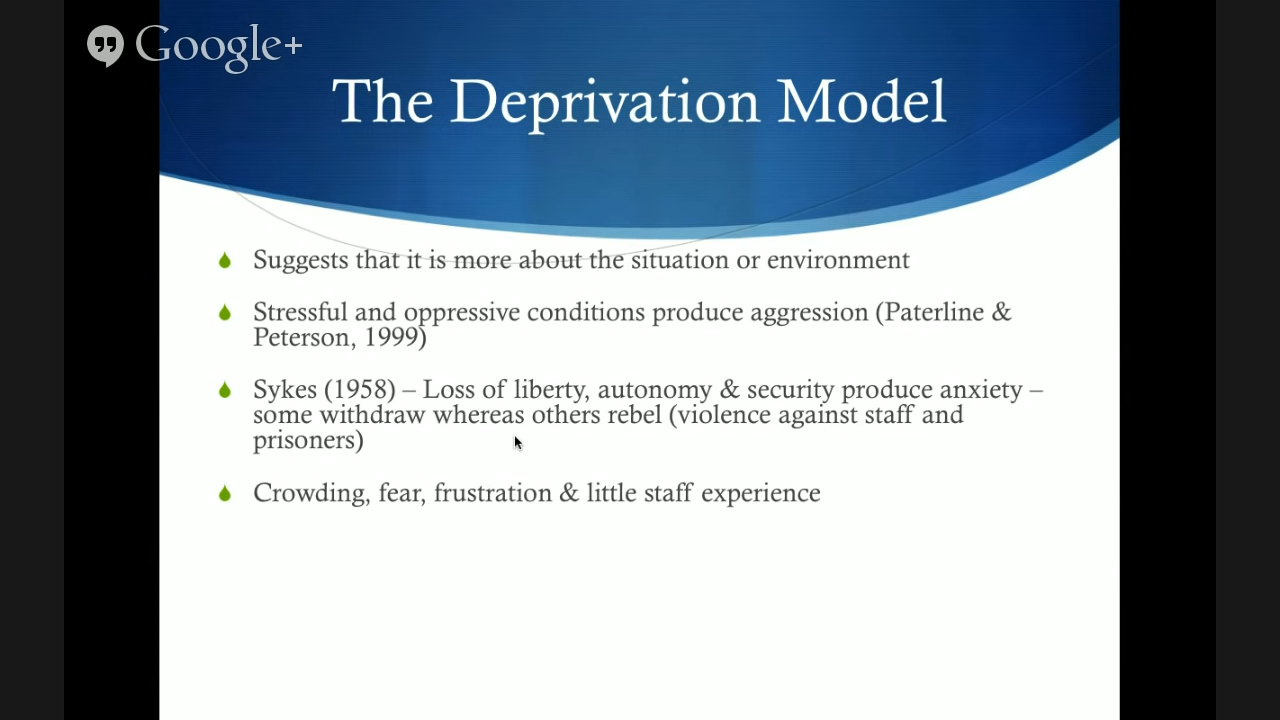 Google+
The Deprivation Model
Suggests that it is more about the situation or environment
Stressful and oppressive conditions produce aggression (Paterline &
Peterson, 1999)
Sykes (1958) – Loss of liberty, autonomy & security produce anxiety –
some withdraw whereas others rebel (violence against staff and
prisoners)
Crowding, fear, frustration & little staff experience